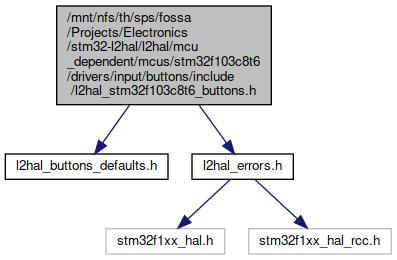 /mnt/nfs/th/sps/fossa
/Projects/Electronics
/stm32-l2hal/l2hal/mcu
_dependent/mcus/stm32f103c8t6
/drivers/input/buttons/include
/l2hal_stm32f103c8t6_buttons.h
l2hal_buttons_defaults.h
l2hal_errors.h
stm32f1xx_hal.h
stm32f1xx_hal_rcc.h